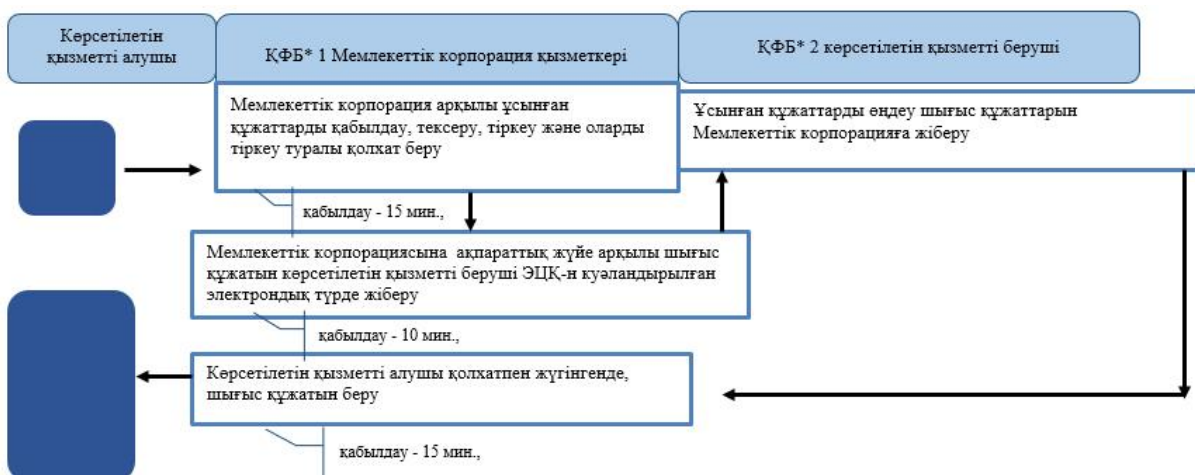 Көрсетілетін
қызметті алушы
ҚФБ* 1 Мемлекеттік корпорация қызметкері
ҚФБ* 2 көрсетілетін қызметті беруші
Мемлекеттік корпорация арқылы ұсынған
құжаттарды қабылдау, тексеру, тіркеу және оларды
тіркеу туралы қолхат беру
Ұсынған құжаттарды өңдеу шығыс құжаттарын
Мемлекеттік корпорацияға жіберу
қабылдау - 15 мин.,
Мемлекеттік корпорациясына ақпараттық жүйе арқылы шығыс
құжатын көрсетілетін қызметті беруші ЭЦҚ-н куәландырылған
электрондық түрде жіберу
қабылдау - 10 мин.,
Көрсетілетін қызметті алушы қолхатпен жүгінгенде,
шығыс құжатын беру
қабылдау - 15 мин.,